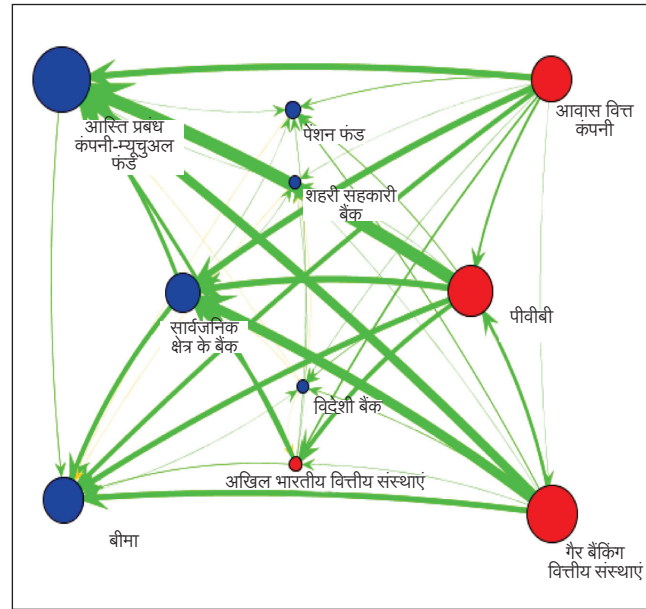 आवास वित्त
कंपनी
आस्ति प्रबंध
कंपनी-म्यूचुअल
फंड
पेंशन फंड
शहरी सहकारी
बैंक
पीवीबी
सार्वजनिक
क्षेत्र के बैंक
विदेशी बैंक
अखिल भारतीय वित्तीय संस्थाएं
बीमा
गैर बैंकिंग
वित्तीय संस्थाएं